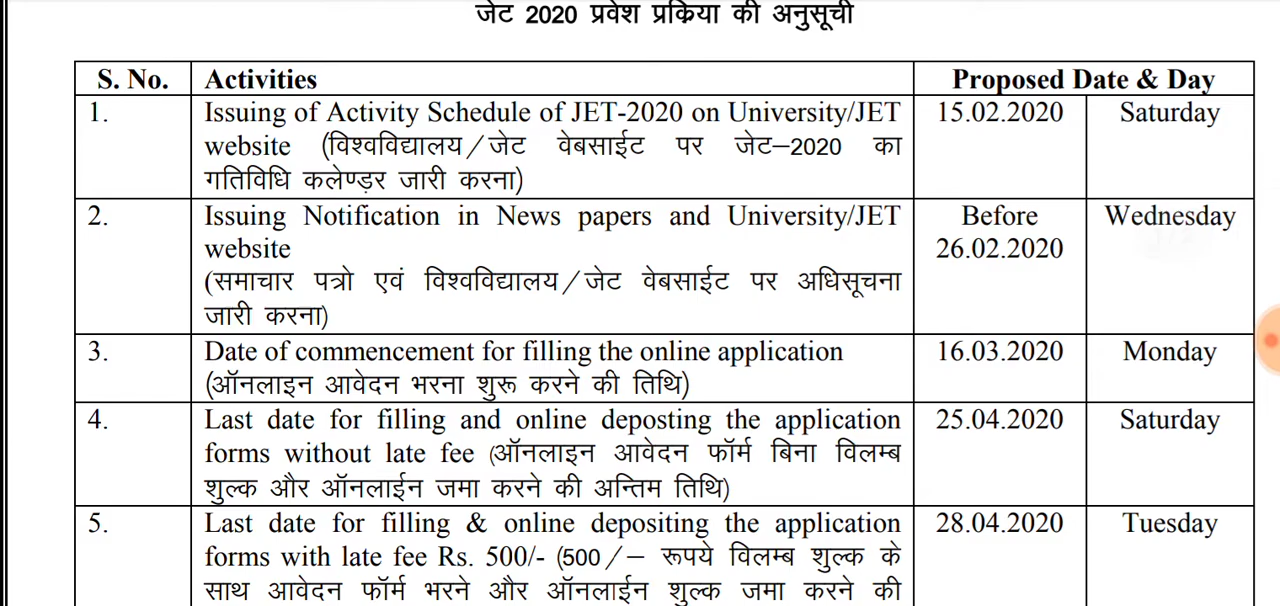 जेट 2020 प्रवेश प्रक्रिया की अनुसूची
S. No. Activities Proposed Date & Day
1. Issuing of Activity Schedule of JET-2020 on University/JET 15.02.2020 Saturday
website (विश्वविद्यालय/जेट वेबसाईट पर जेट–2020 का
गतिविधि कलेण्ड़र जारी करना)
2. Issuing Notification in News papers and University/JET Before Wednesday
website 26.02.2020
(समाचार पत्रो एवं विश्वविद्यालय/जेट वेबसाईट पर अधिसूचना
जारी करना)
3. Date of commencement for filling the online application 16.03.2020 Monday
(ऑनलाइन आवेदन भरना शुरू करने की तिथि)
4. Last date for filling and online deposting the application 25.04.2020 Saturday
forms without late fee (ऑनलाइन आवेदन फॉर्म बिना विलम्ब
शुल्क और ऑनलाईन जमा करने की अन्तिम तिथि)
5. Last date for filling & online depositing the application 28.04.2020 Tuesday
forms with late fee Rs. 500/- (500/– रूपये विलम्ब शुल्क के
साथ आवेदन फॉर्म भरने और ऑनलाईन शुल्क जमा करने की